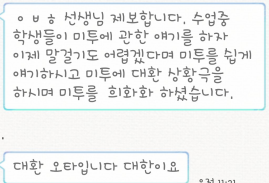 ㅇㅂㅎ 선생님 제보합니다. 수업중
학생들이 미투에 관한 얘기를 하자
이제 말걸기도 어렵겠다며 미투를 쉽게
얘기하시고 미투에 대환 상황극을
하시며 미투를 희화화 하셨습니다.
대환 오타입니다 대한이요